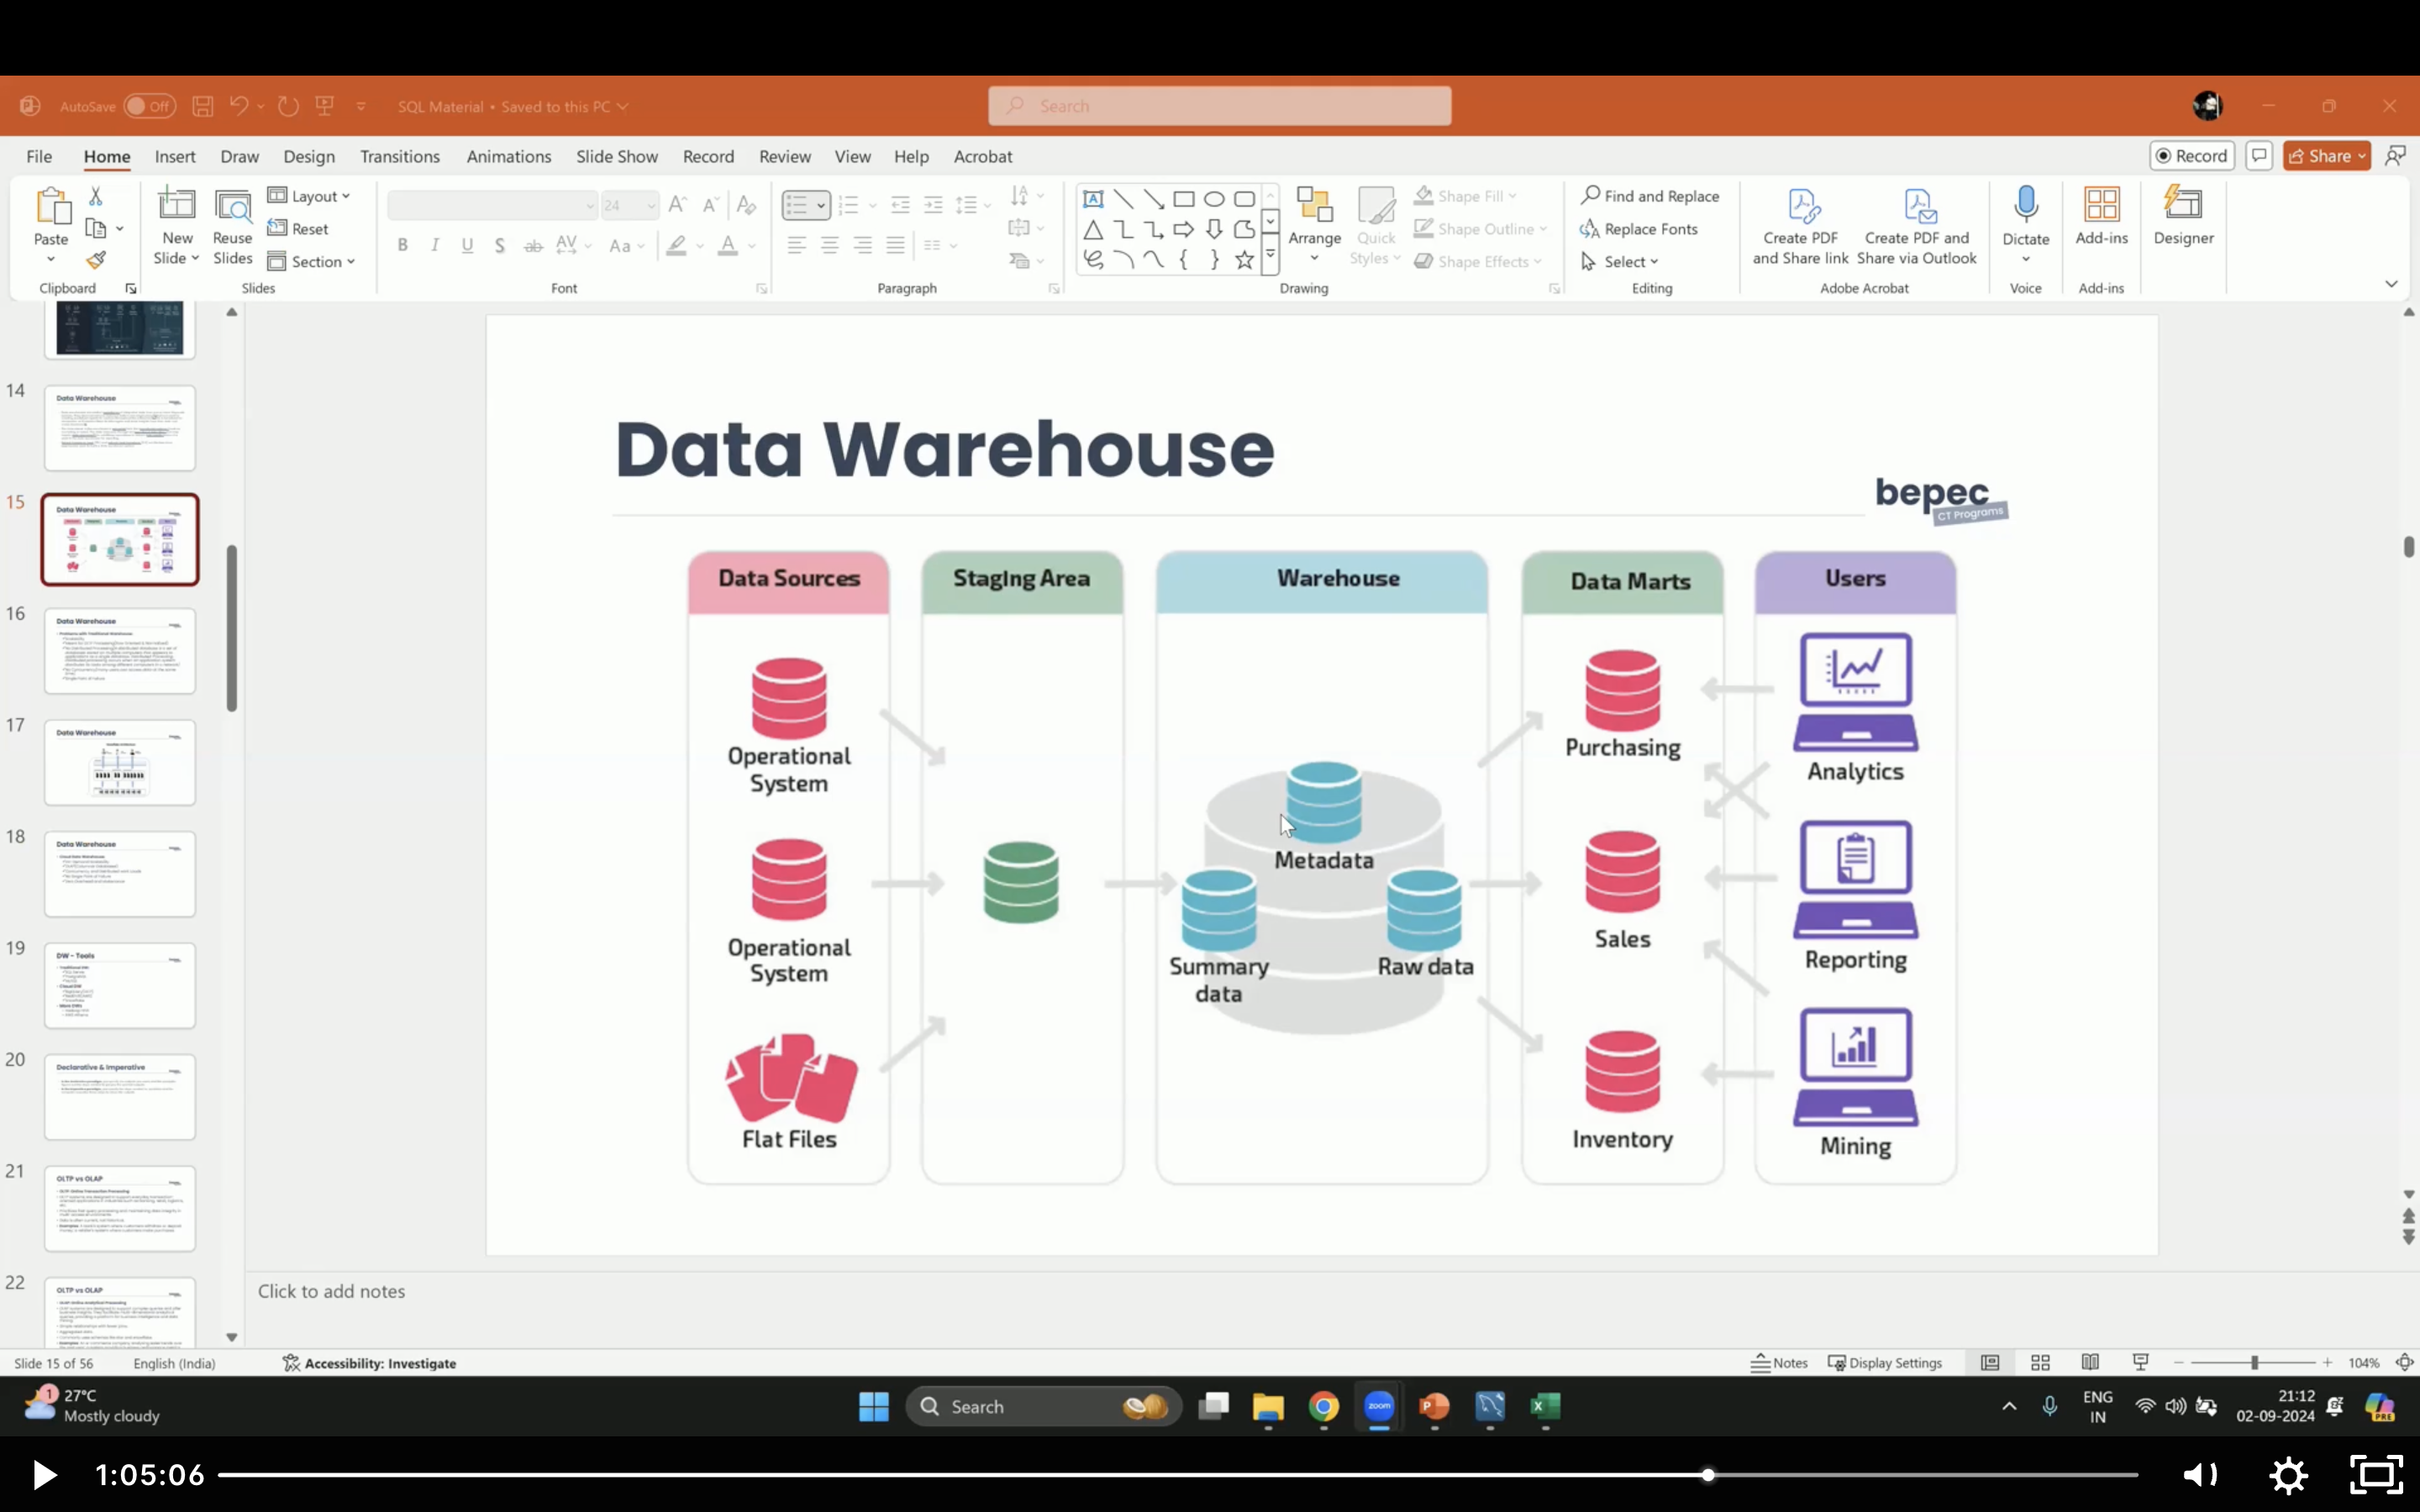 AutoSave Off SQL Material • Saved to this PC Search
File Home Insert Draw Design Transitions Animations Slide Show Record Review View Help Acrobat Record Share
Paste
New Slide
Reuse Slides
Layout
Reset
Section
24
Arrange
Quick Styles
Shape Fill
Shape Outline
Shape Effects
Find and Replace
Replace Fonts
Select
Create PDF and Share link
Create PDF and Share via Outlook
Dictate
Add-ins
Designer
Clipboard Slides Font Paragraph Drawing Editing Adobe Acrobat Voice Add-ins
14
Data Warehouse
15
Data Warehouse
16
Data Warehouse
17
Data Warehouse
18
Data Warehouse
19
DW - Tools
20
Declarative & Imperative
21
OLTP vs OLAP
22
OLTP vs OLAP
Data Warehouse
bepec
CT Programs
Data Sources
Operational
System
Operational
System
Flat Files
Staging Area
Warehouse
Metadata
Summary
data
Raw data
Data Marts
Purchasing
Sales
Inventory
Users
Analytics
Reporting
Mining
Click to add notes
Slide 15 of 56 English (India) Accessibility: Investigate Notes Display Settings 104%
1
27°C
Mostly cloudy
Search
zoom
ENG
IN
21:12
02-09-2024
PRE
1:05:06